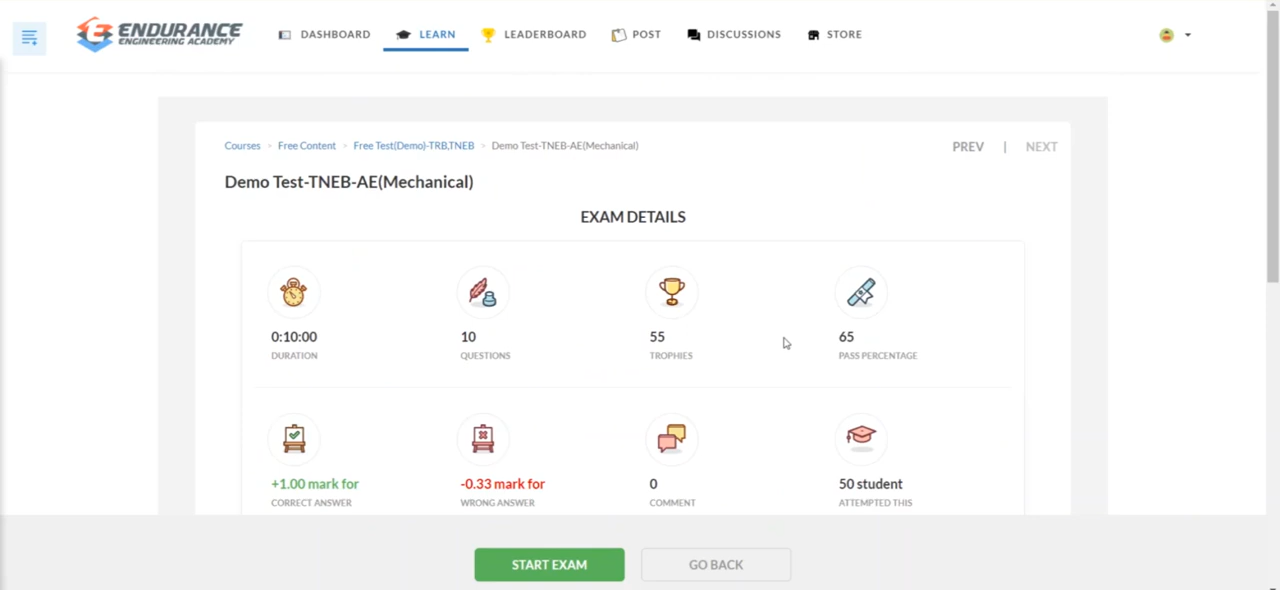 ENDURANCE
ENGINEERING ACADEMY
DASHBOARD LEARN LEADERBOARD POST DISCUSSIONS STORE
Courses Free Content Free Test(Demo)-TRB,TNEB Demo Test-TNEB-AE(Mechanical) PREV | NEXT
Demo Test-TNEB-AE(Mechanical)
EXAM DETAILS
0:10:00 10 55 65
DURATION QUESTIONS TROPHIES PASS PERCENTAGE
+1.00 mark for -0.33 mark for 0 50 student
CORRECT ANSWER WRONG ANSWER COMMENT ATTEMPTED THIS
START EXAM GO BACK